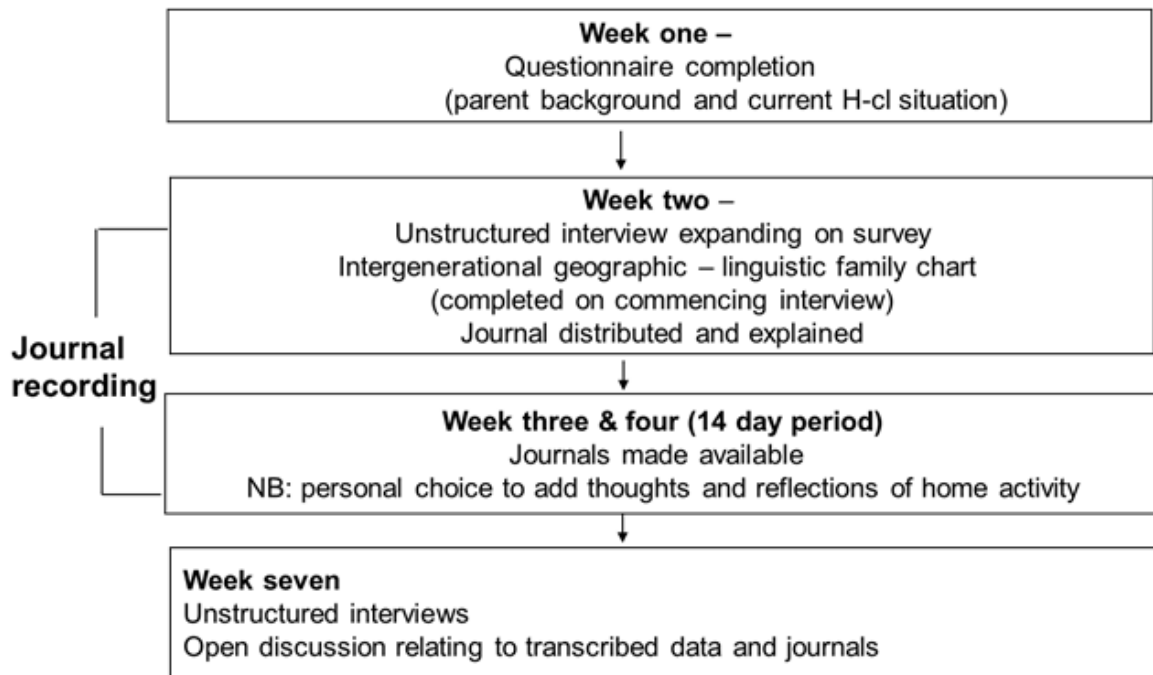 Week one –
Questionnaire completion
(parent background and current H-cl situation)
Week two –
Unstructured interview expanding on survey
Intergenerational geographic – linguistic family chart
(completed on commencing interview)
Journal distributed and explained
Journal
recording
Week three & four (14 day period)
Journals made available
NB: personal choice to add thoughts and reflections of home activity
Week seven
Unstructured interviews
Open discussion relating to transcribed data and journals